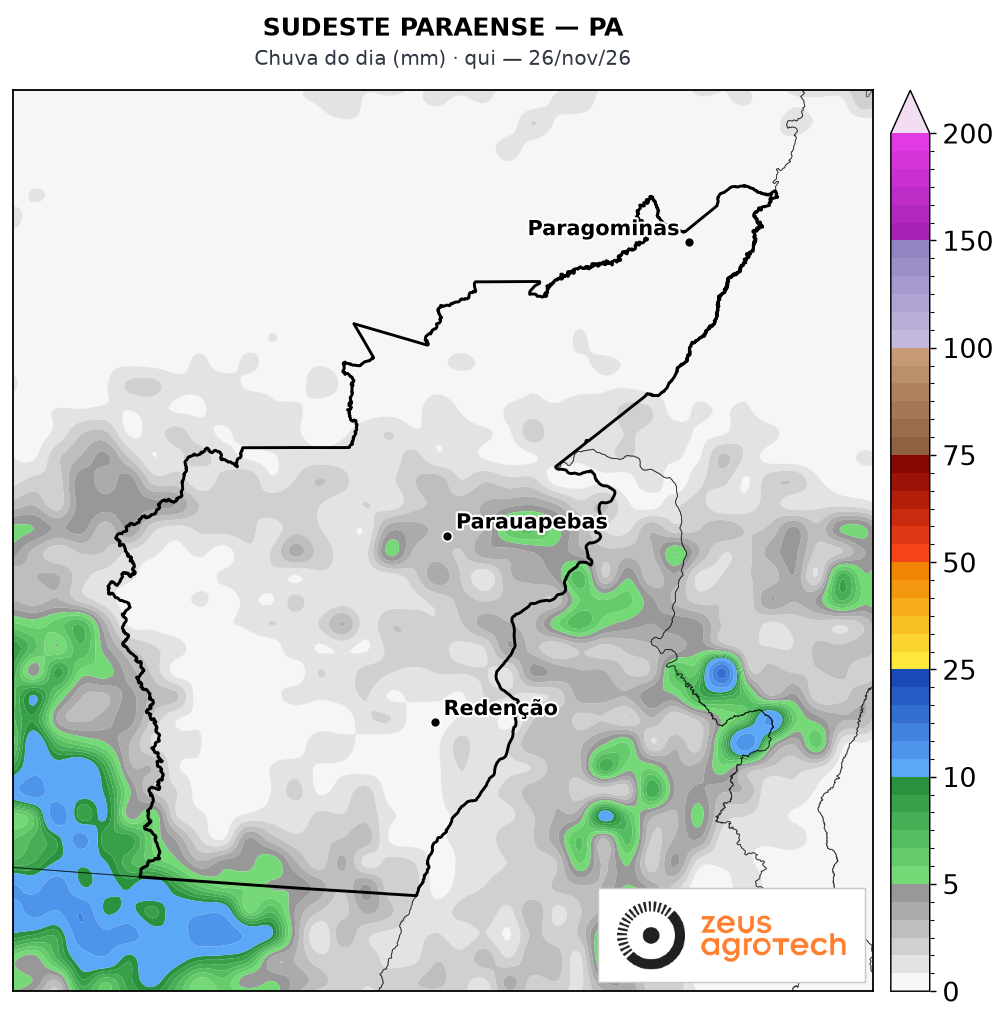 SUDESTE PARAENSE — PA
Chuva do dia (mm) · qui — 26/nov/26
200
150
100
75
50
25
10
5
0
Paragominas
Parauapebas
Redenção
zeus
agrotech